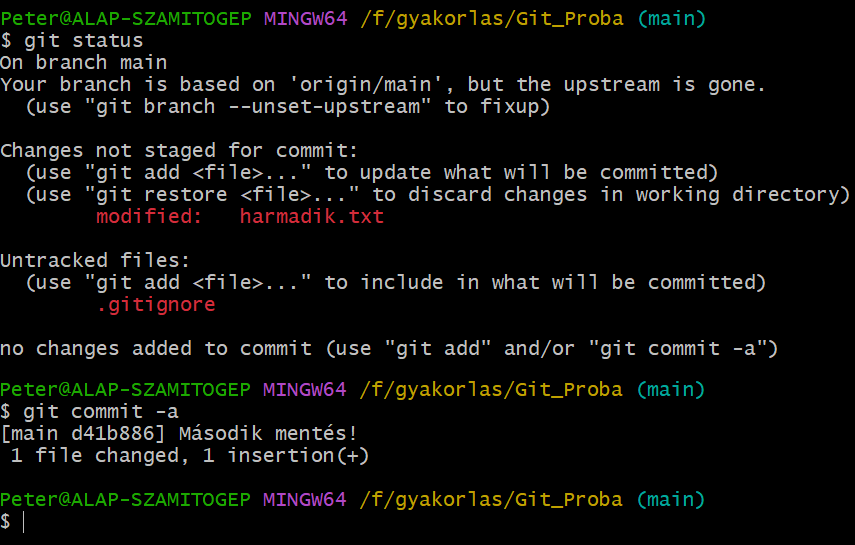 Peter@ALAP-SZAMITOGEP MINGW64 /f/gyakorlas/Git_Proba (main)
$ git status
On branch main
Your branch is based on 'origin/main', but the upstream is gone.
  (use "git branch --unset-upstream" to fixup)

Changes not staged for commit:
  (use "git add <file>..." to update what will be committed)
  (use "git restore <file>..." to discard changes in working directory)
        modified:   harmadik.txt

Untracked files:
  (use "git add <file>..." to include in what will be committed)
        .gitignore

no changes added to commit (use "git add" and/or "git commit -a")

Peter@ALAP-SZAMITOGEP MINGW64 /f/gyakorlas/Git_Proba (main)
$ git commit -a
[main d41b886] Második mentés!
 1 file changed, 1 insertion(+)

Peter@ALAP-SZAMITOGEP MINGW64 /f/gyakorlas/Git_Proba (main)
$